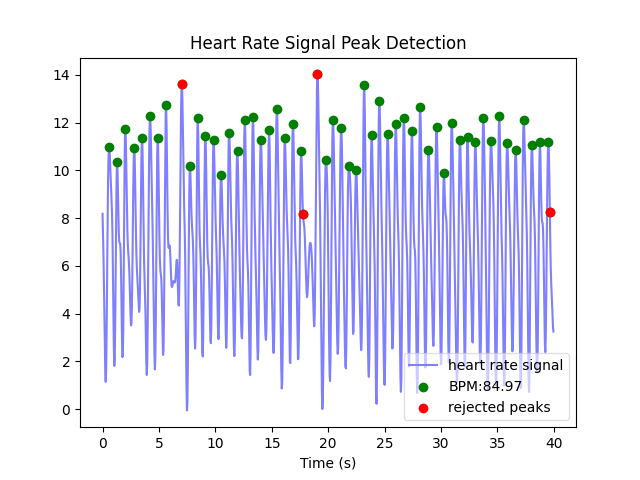 Heart Rate Signal Peak Detection
14
12
10
8
6
4
2
0
heart rate signal
BPM:84.97
rejected peaks
0 5 10 15 20 25 30 35 40
Time (s)